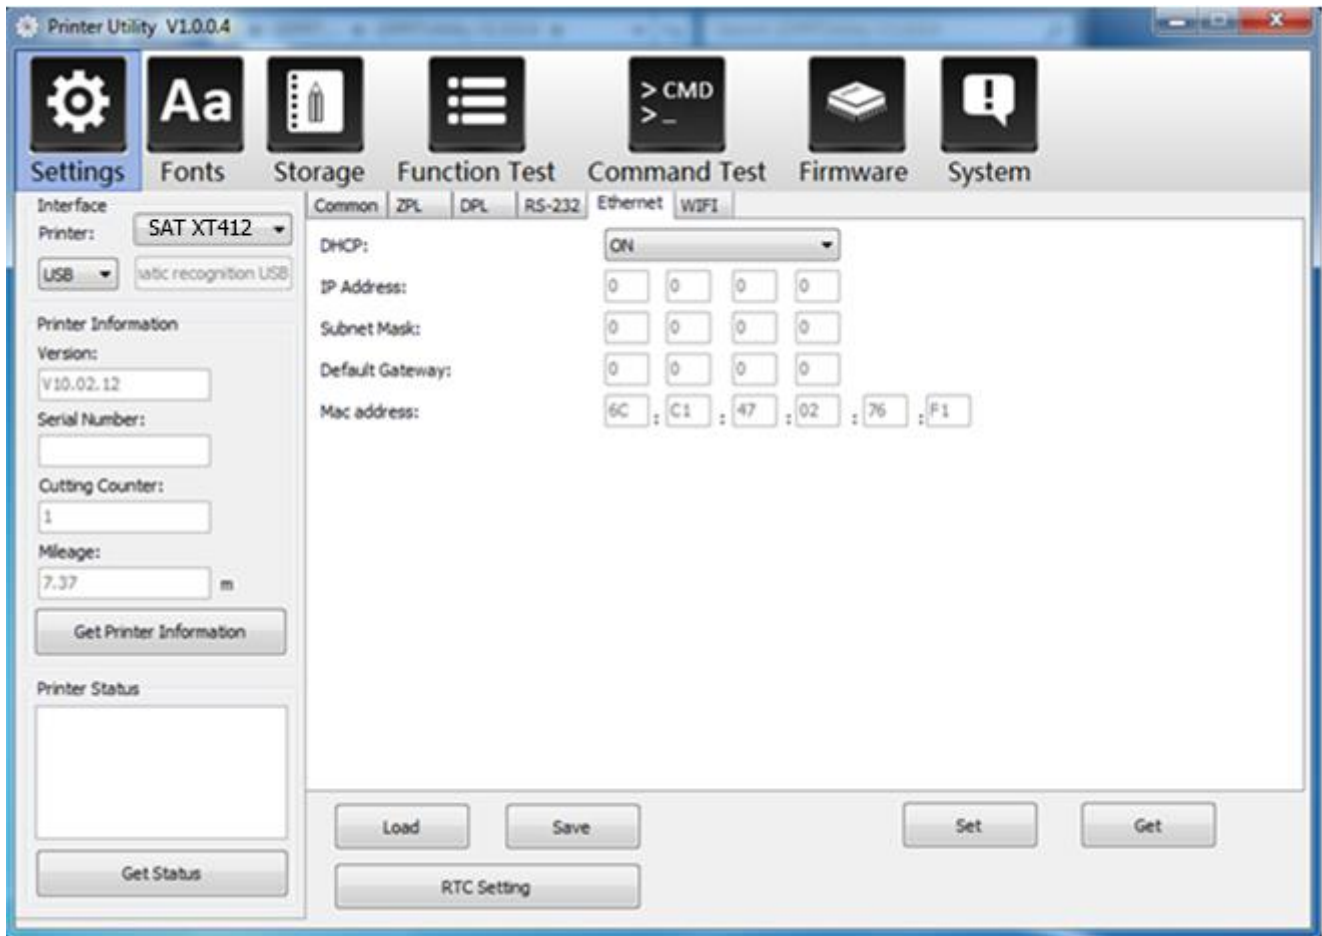 Printer Utility V1.0.0.4
Aa
> CMD
>_
Settings Fonts Storage Function Test Command Test Firmware System
Interface
Printer: SAT XT412
USB
recognition USB
Common ZPL DPL RS-232 Ethernet WIFI
DHCP: ON
IP Address: 0 0 0 0
Subnet Mask: 0 0 0 0
Default Gateway: 0 0 0 0
Mac address: 6C : C1 : 47 : 02 : 76 : F1
Printer Information
Version:
V10.02.12
Serial Number:
Cutting Counter:
1
Mileage:
7.37 m
Get Printer Information
Printer Status
Get Status
Load Save Set Get
RTC Setting